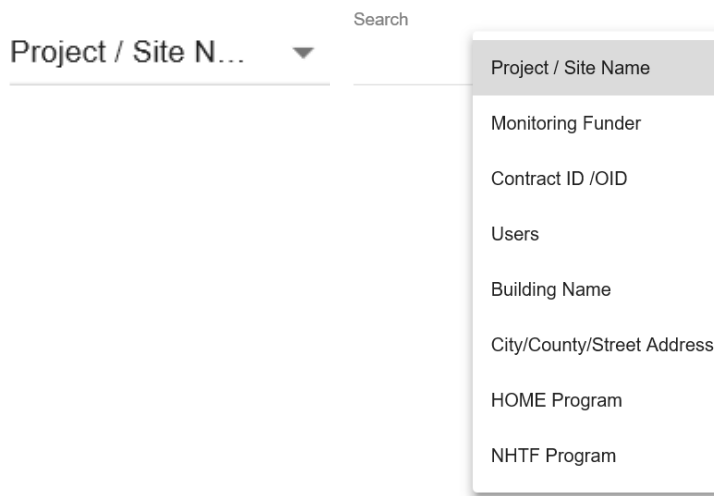 Search
Project / Site N...
Project / Site Name
Monitoring Funder
Contract ID /OID
Users
Building Name
City/County/Street Address
HOME Program
NHTF Program